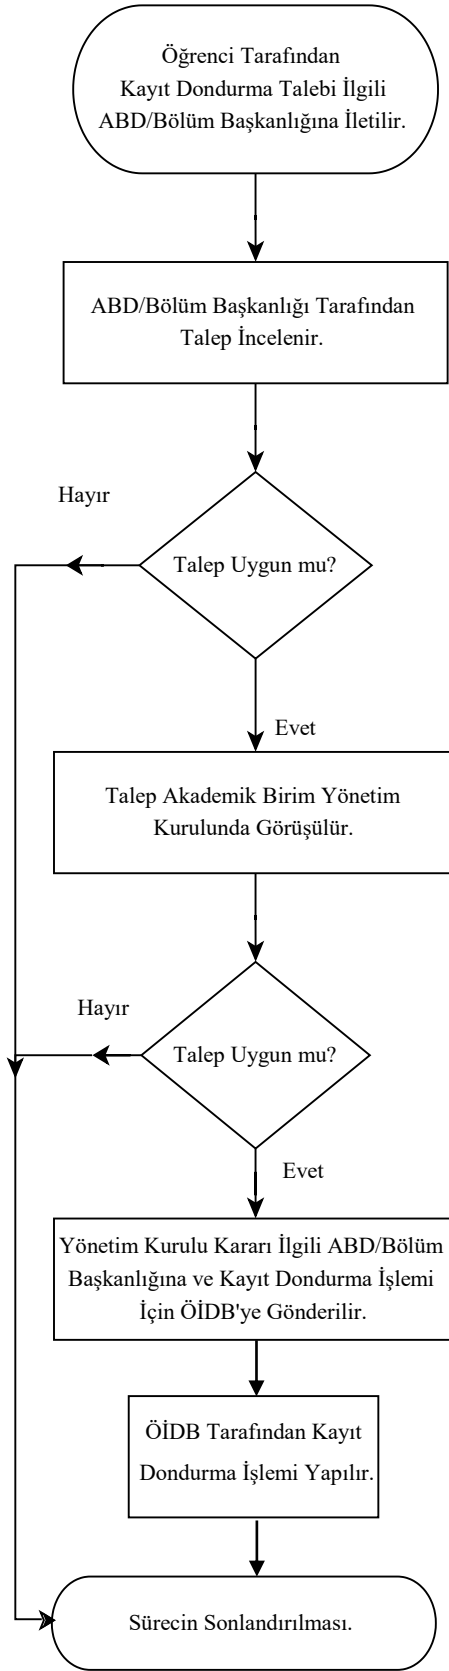 Öğrenci Tarafından
Kayıt Dondurma Talebi İlgili
ABD/Bölüm Başkanlığına İletilir.
ABD/Bölüm Başkanlığı Tarafından
Talep İncelenir.
Hayır
Talep Uygun mu?
Evet
Talep Akademik Birim Yönetim
Kurulunda Görüşülür.
Hayır
Talep Uygun mu?
Evet
Yönetim Kurulu Kararı İlgili ABD/Bölüm
Başkanlığına ve Kayıt Dondurma İşlemi
İçin ÖİDB'ye Gönderilir.
ÖİDB Tarafından Kayıt
Dondurma İşlemi Yapılır.
Sürecin Sonlandırılması.